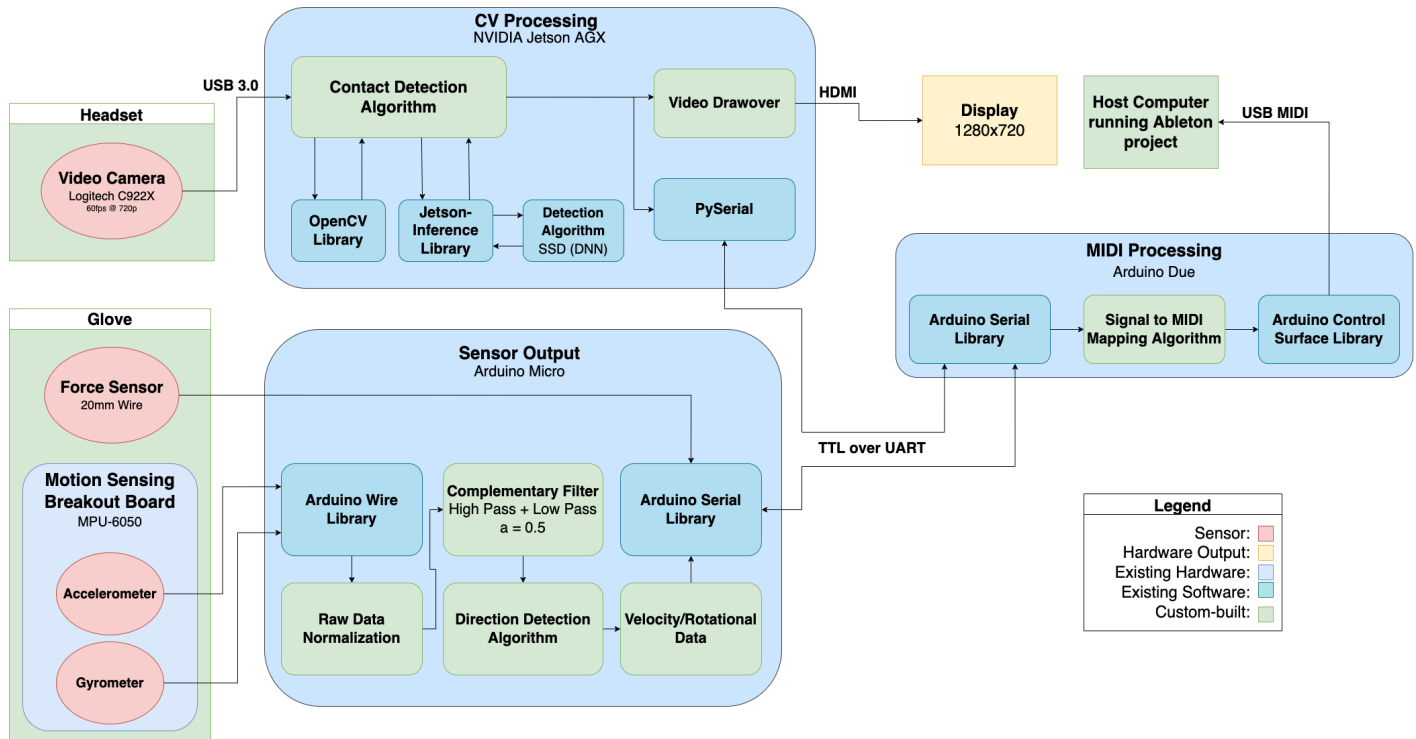 CV Processing
NVIDIA Jetson AGX
USB 3.0
Contact Detection
Algorithm
Video Drawover
HDMI
Display
1280x720
Host Computer
running Ableton
project
USB MIDI
Headset
Video Camera
Logitech C922X
60fps @ 720p
OpenCV
Library
Jetson-
Inference
Library
Detection
Algorithm
SSD (DNN)
PySerial
MIDI Processing
Arduino Due
Arduino Serial
Library
Signal to MIDI
Mapping Algorithm
Arduino Control
Surface Library
Glove
Force Sensor
20mm Wire
Sensor Output
Arduino Micro
TTL over UART
Motion Sensing
Breakout Board
MPU-6050
Accelerometer
Gyrometer
Arduino Wire
Library
Complementary Filter
High Pass + Low Pass
a = 0.5
Arduino Serial
Library
Raw Data
Normalization
Direction Detection
Algorithm
Velocity/Rotational
Data
Legend
Sensor:
Hardware Output:
Existing Hardware:
Existing Software:
Custom-built: